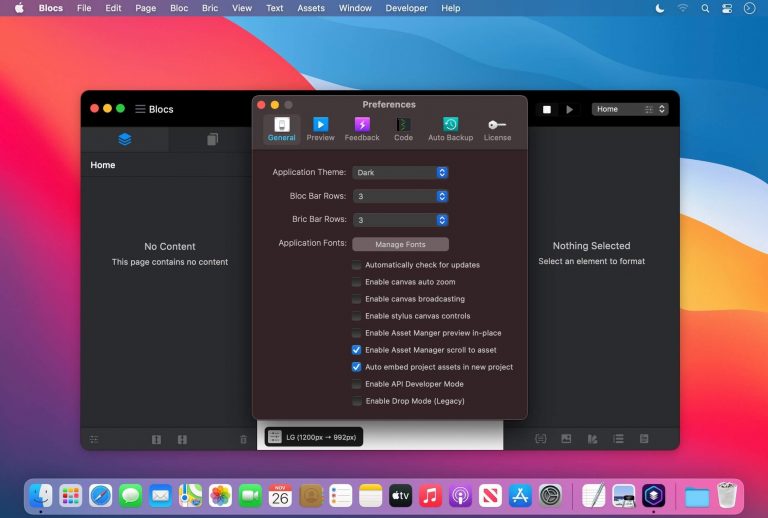 Blocs File Edit Page Bloc Bric View Text Assets Window Developer Help
Blocs
Home
Preferences
General Preview Feedback Code Auto Backup License
Home
Application Theme: Dark
Bloc Bar Rows: 3
Bric Bar Rows: 3
Application Fonts: Manage Fonts
No Content
This page contains no content
Nothing Selected
Select an element to format
Automatically check for updates
Enable canvas auto zoom
Enable canvas broadcasting
Enable stylus canvas controls
Enable Asset Manger preview in-place
Enable Asset Manager scroll to asset
Auto embed project assets in new project
Enable API Developer Mode
Enable Drop Mode (Legacy)
LG (1200px → 992px)
NOV
26
tv